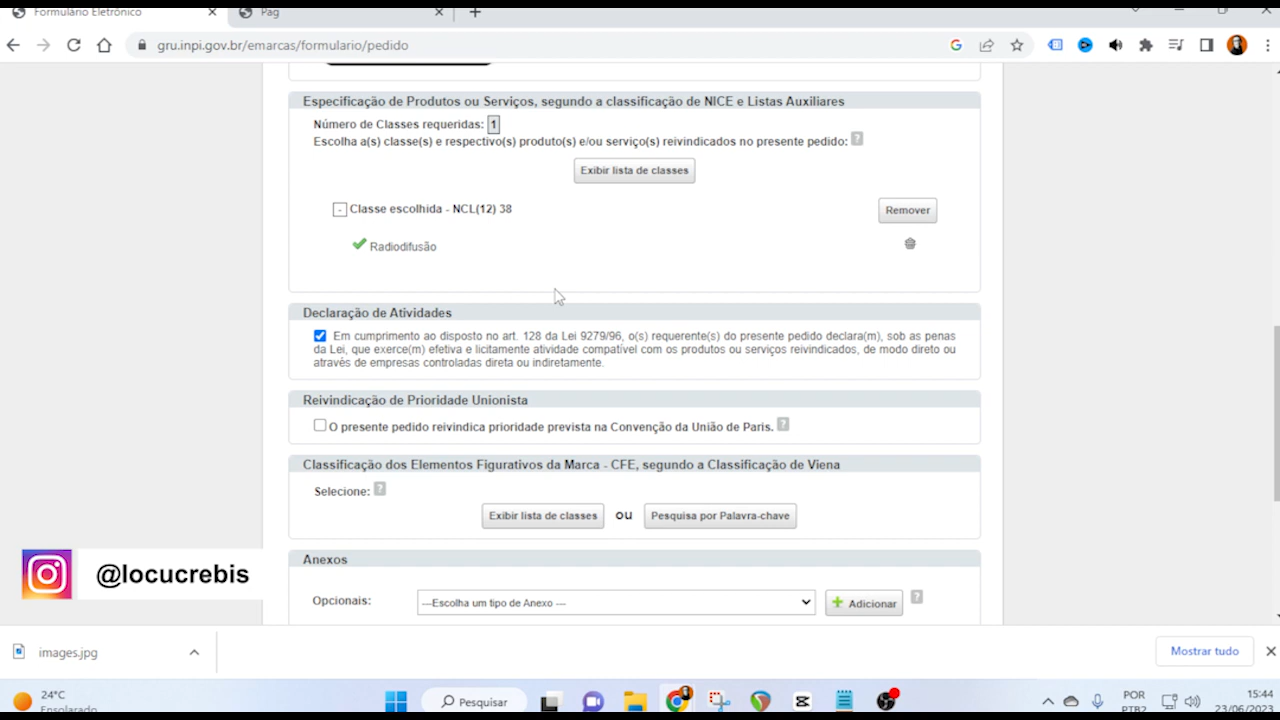 Formulário Eletrônico
Pag
gru.inpi.gov.br/emarcas/formulario/pedido
Especificação de Produtos ou Serviços, segundo a classificação de NICE e Listas Auxiliares
Número de Classes requeridas: 1
Escolha a(s) classe(s) e respectivo(s) produto(s) e/ou serviço(s) reivindicados no presente pedido: ?
Exibir lista de classes
- Classe escolhida - NCL(12) 38
Remover
Radiodifusão
Declaração de Atividades
Em cumprimento ao disposto no art. 128 da Lei 9279/96, o(s) requerente(s) do presente pedido declara(m), sob as penas
da Lei, que exerce(m) efetiva e licitamente atividade compatível com os produtos ou serviços reivindicados, de modo direto ou
através de empresas controladas direta ou indiretamente.
Reivindicação de Prioridade Unionista
O presente pedido reivindica prioridade prevista na Convenção da União de Paris. ?
Classificação dos Elementos Figurativos da Marca - CFE, segundo a Classificação de Viena
Selecione: ?
Exibir lista de classes ou Pesquisa por Palavra-chave
@locucrebis
Anexos
Opcionais: ---Escolha um tipo de Anexo --- Adicionar ?
images.jpg
Mostrar tudo
24°C
Ensolarado
Pesquisar
POR
PTB2
15:44
23/06/2023